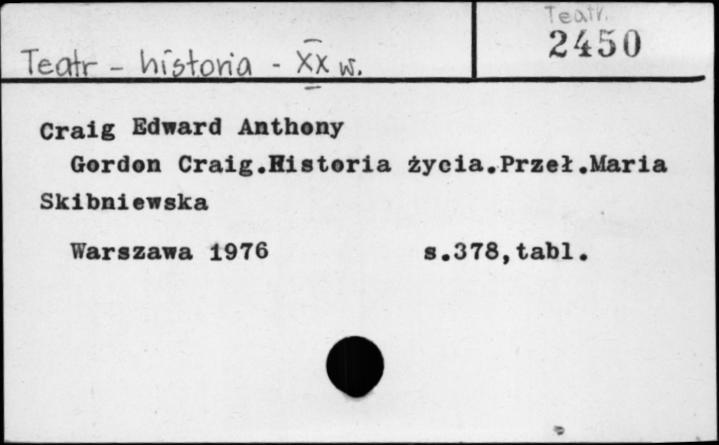 Teatr.
2450
Teatr - historia - XX w.
Craig Edward Anthony
Gordon Craig.Historia życia.Przeł.Maria
Skibniewska
Warszawa 1976 s.378,tabl.